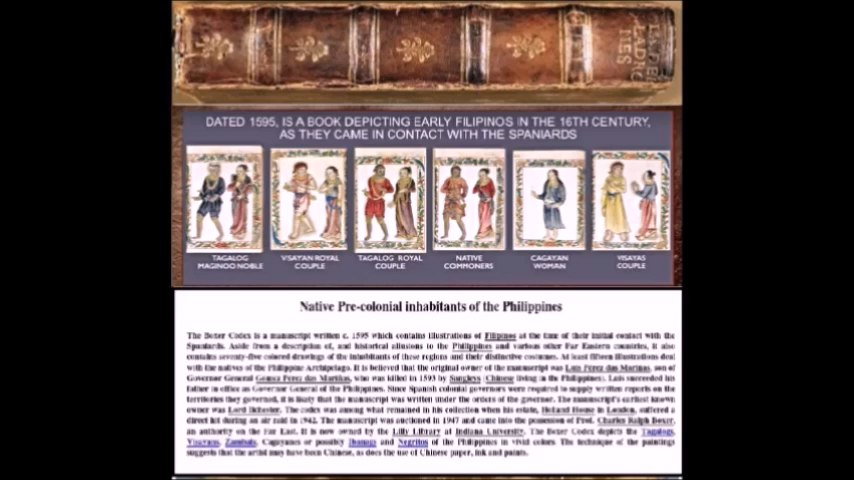 LADRO
NES
DATED 1595, IS A BOOK DEPICTING EARLY FILIPINOS IN THE 16TH CENTURY,
AS THEY CAME IN CONTACT WITH THE SPANIARDS
TAGALOG
MAGINOO NOBLE
VISAYAN ROYAL
COUPLE
TAGALOG ROYAL
COUPLE
NATIVE
COMMONERS
CAGAYAN
WOMAN
VISAYAS
COUPLE
Native Pre-colonial inhabitants of the Philippines
The Boxer Codex is a manuscript written c. 1595 which contains illustrations of Filipinos at the time of their initial contact with the
Spaniards. Aside from a description of, and historical allusions to the Philippines and various other Far Eastern countries, it also
contains seventy-five colored drawings of the inhabitants of these regions and their distinctive costumes. At least fifteen illustrations deal
with the natives of the Philippine Archipelago. It is believed that the original owner of the manuscript was Luis Pérez das Mariñas, son of
Governor General Gómez Pérez das Mariñas, who was killed in 1593 by Sangleys (Chinese living in the Philippines). Luis succeeded his
father in office as Governor General of the Philippines. Since Spanish colonial governors were required to supply written reports on the
territories they governed, it is likely that the manuscript was written under the orders of the governor. The manuscript's earliest known
owner was Lord Ilchester. The codex was among what remained in his collection when his estate, Holland House in London, suffered a
direct hit during an air raid in 1942. The manuscript was auctioned in 1947 and came into the possession of Prof. Charles Ralph Boxer,
an authority on the Far East. It is now owned by the Lilly Library at Indiana University. The Boxer Codex depicts the Tagalogs,
Visayans, Zambals, Cagayanes or possibly Ibanags and Negritos of the Philippines in vivid colors. The technique of the paintings
suggests that the artist may have been Chinese, as does the use of Chinese paper, ink and paints.